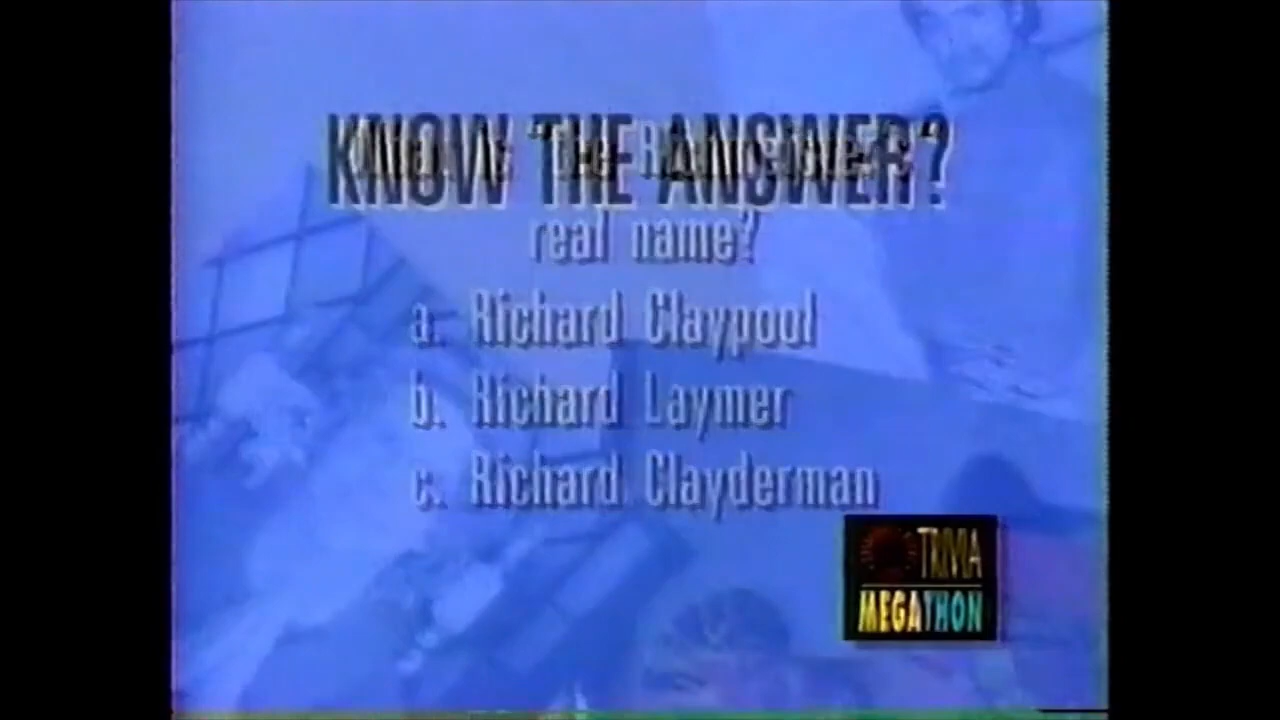 KNOW THE ANSWER?
real name?
a. Richard Claypool
b. Richard Laymer
c. Richard Clayderman
TRIVIA
MEGATHON